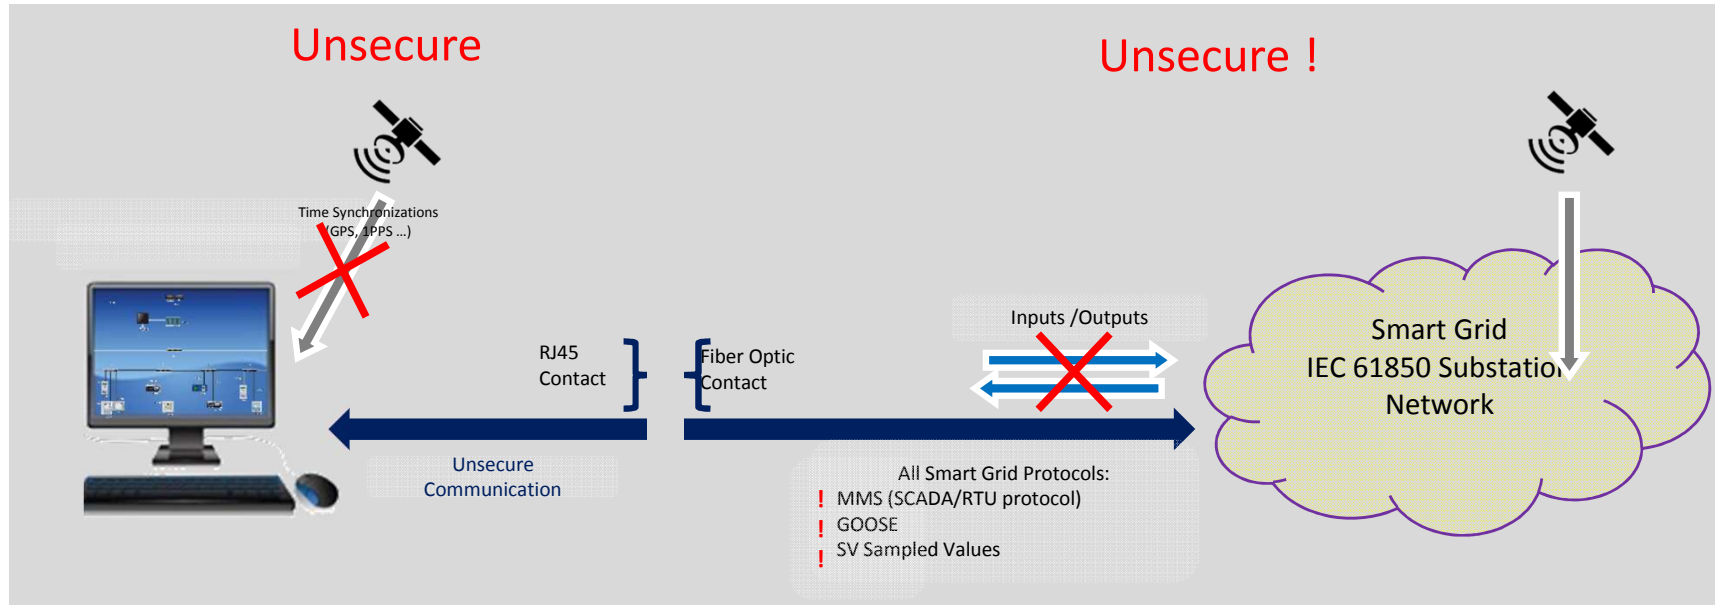 Unsecure
Unsecure !
Time Synchronizations
(GPS, 1PPS ...)
RJ45
Contact
Fiber Optic
Contact
Inputs /Outputs
Smart Grid
IEC 61850 Substation
Network
Unsecure
Communication
All Smart Grid Protocols:
! MMS (SCADA/RTU protocol)
! GOOSE
! SV Sampled Values